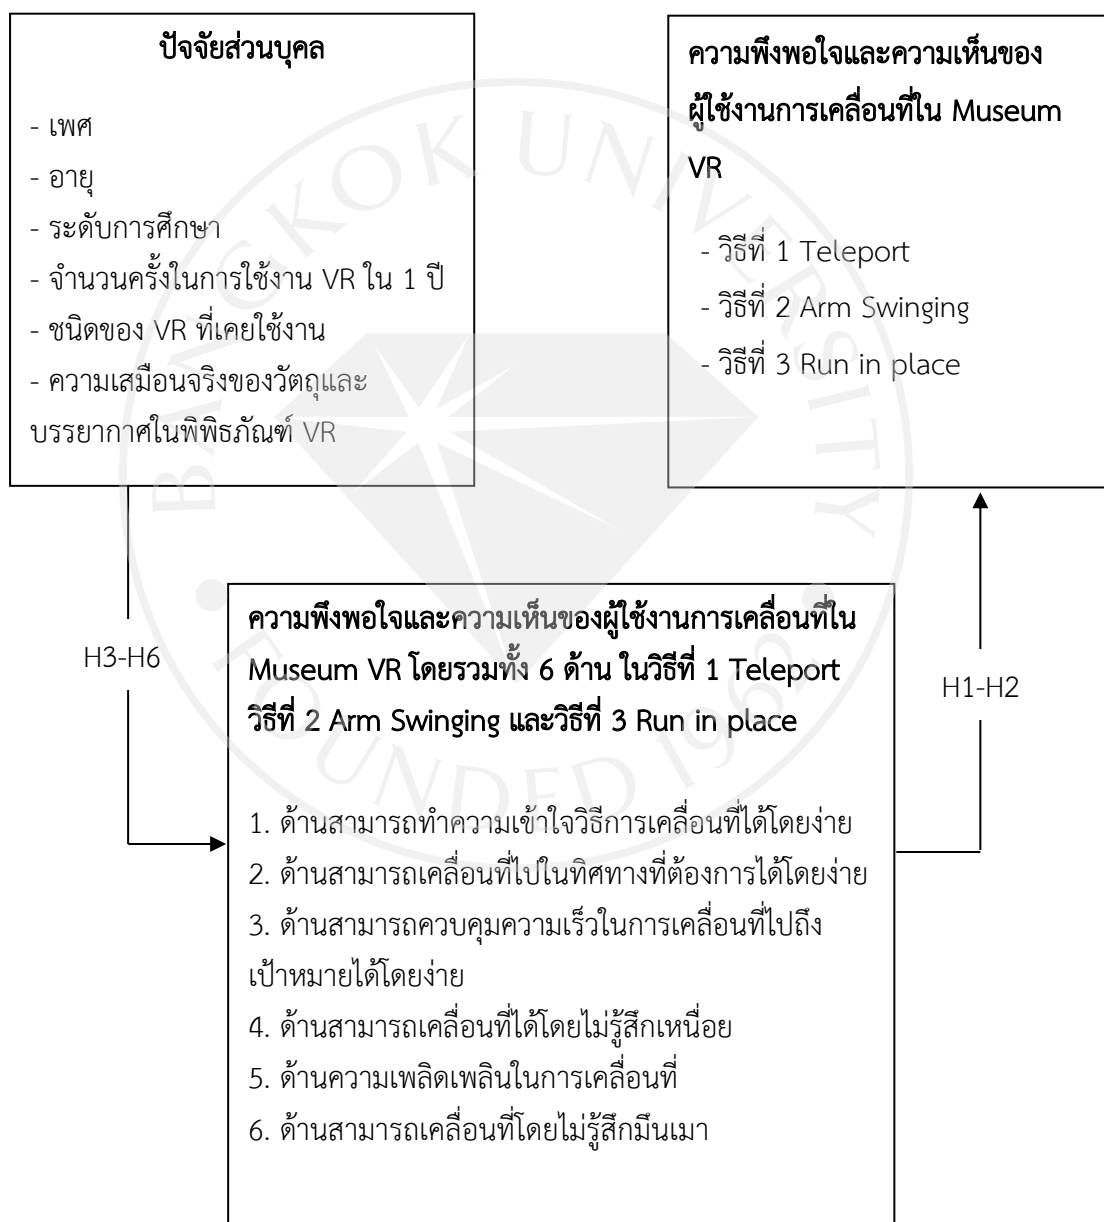 ปัจจัยส่วนบุคคล
- เพศ
- อายุ
- ระดับการศึกษา
- จำนวนครั้งในการใช้งาน VR ใน 1 ปี
- ชนิดของ VR ที่เคยใช้งาน
- ความเสมือนจริงของวัตถุและ
บรรยากาศในพิพิธภัณฑ์ VR
ความพึงพอใจและความเห็นของ
ผู้ใช้งานการเคลื่อนที่ใน Museum
VR
- วิธีที่ 1 Teleport
- วิธีที่ 2 Arm Swinging
- วิธีที่ 3 Run in place
H3-H6
ความพึงพอใจและความเห็นของผู้ใช้งานการเคลื่อนที่ใน
Museum VR โดยรวมทั้ง 6 ด้าน ในวิธีที่ 1 Teleport
วิธีที่ 2 Arm Swinging และวิธีที่ 3 Run in place
1. ด้านสามารถทำความเข้าใจวิธีการเคลื่อนที่ได้โดยง่าย
2. ด้านสามารถเคลื่อนที่ไปในทิศทางที่ต้องการได้โดยง่าย
3. ด้านสามารถควบคุมความเร็วในการเคลื่อนที่ไปถึง
เป้าหมายได้โดยง่าย
4. ด้านสามารถเคลื่อนที่ได้โดยไม่รู้สึกเหนื่อย
5. ด้านความเพลิดเพลินในการเคลื่อนที่
6. ด้านสามารถเคลื่อนที่โดยไม่รู้สึกมึนเมา
H1-H2
BANGKOK UNIVERSITY
FOUNDED 1962